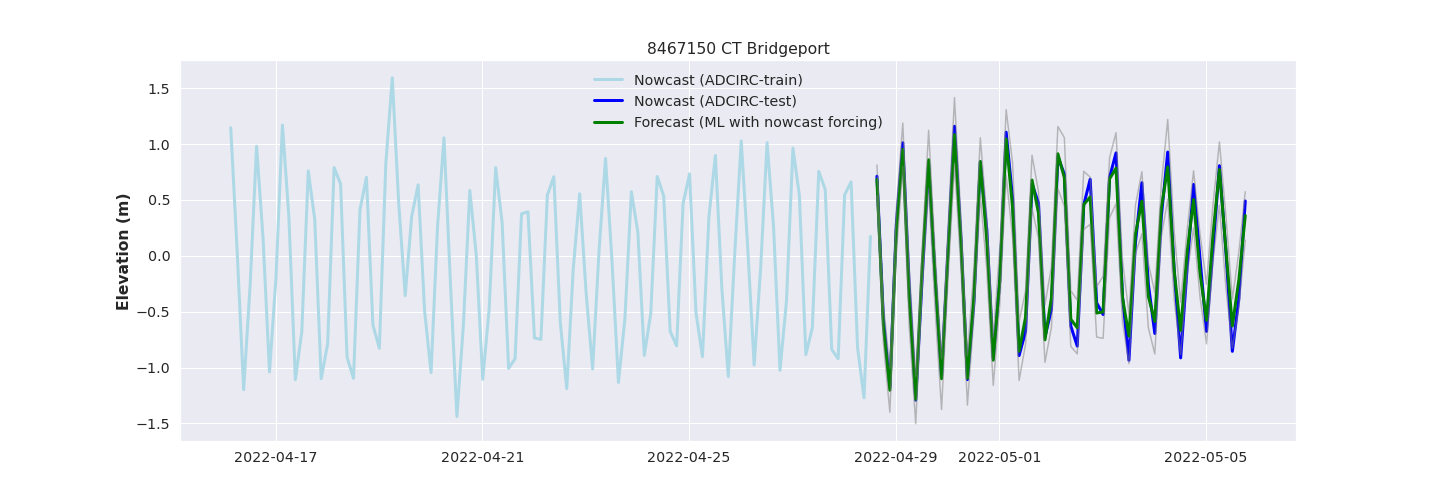 8467150 CT Bridgeport
Nowcast (ADCIRC-train)
Nowcast (ADCIRC-test)
Forecast (ML with nowcast forcing)
Elevation (m)
1.5
1.0
0.5
0.0
−0.5
−1.0
−1.5
2022-04-17 2022-04-21 2022-04-25 2022-04-29 2022-05-01 2022-05-05